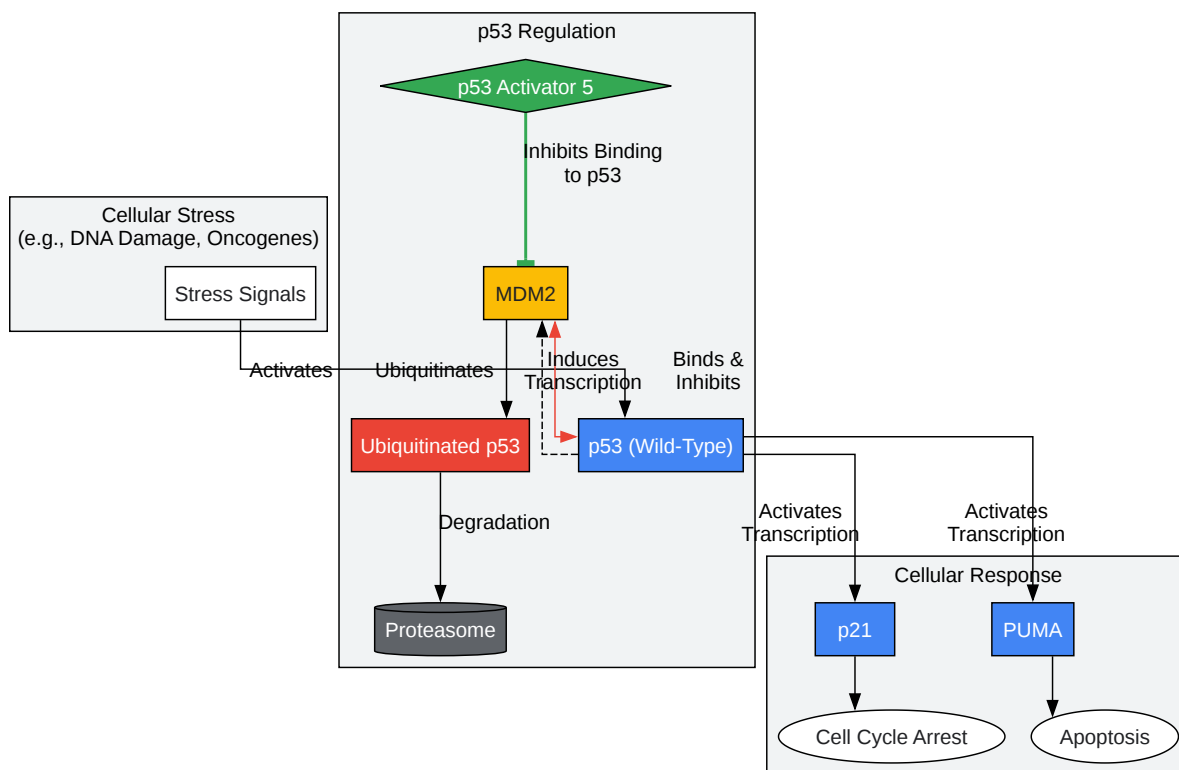 p53 Regulation
p53 Activator 5
Inhibits Binding
to p53
Cellular Stress
(e.g., DNA Damage, Oncogenes)
Stress Signals
MDM2
Activates
Ubiquitinates
Induces
Transcription
Binds &
Inhibits
Ubiquitinated p53
p53 (Wild-Type)
Degradation
Activates
Transcription
Activates
Transcription
Cellular Response
Proteasome
p21
PUMA
Cell Cycle Arrest
Apoptosis